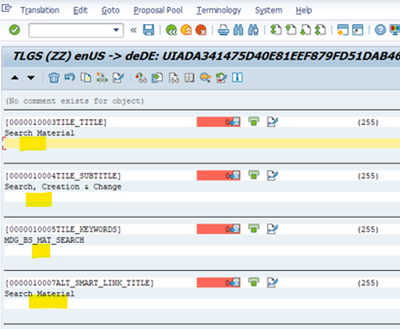 Translation Edit Goto Proposal Pool Terminology System Help
TLGS (ZZ) enUS -> deDE: UIADA341475D40E81EEF879FD51DAB46
(No comment exists for object)
[0000010003TILE_TITLE] (255)
Search Material
[0000010004TILE_SUBTITLE] (255)
Search, Creation & Change
[0000010005TILE_KEYWORDS] (255)
MDG_BS_MAT_SEARCH
[0000010007ALT_SMART_LINK_TITLE] (255)
Search Material